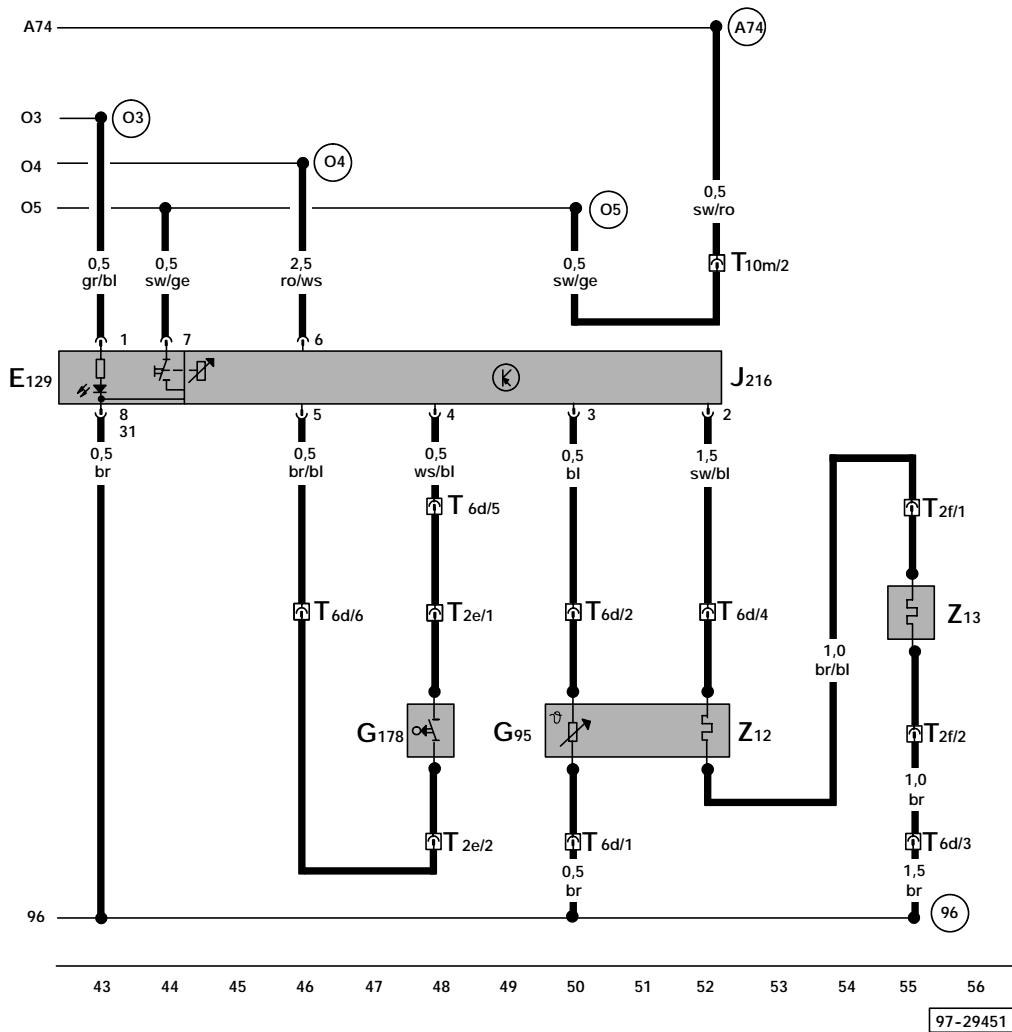 A74 A74
O3 O3
O4 O4
O5 O5
0,5 sw/ro
T10m/2
0,5 0,5 2,5 0,5
gr/bl sw/ge ro/ws sw/ge
1 7 6
E129 J216
8 5 4 3 2
31
0,5 0,5 0,5 0,5 1,5
br br/bl ws/bl bl sw/bl
T 6d/5 T2f/1
T6d/6 T2e/1 T6d/2 T 6d/4 Z13
1,0
br/bl
G178 G95 ϑ Z12 T2f/2
1,0
br
T 2e/2 T 6d/1 T6d/3
0,5 1,5
br br
96 96
43 44 45 46 47 48 49 50 51 52 53 54 55 56
97-29451